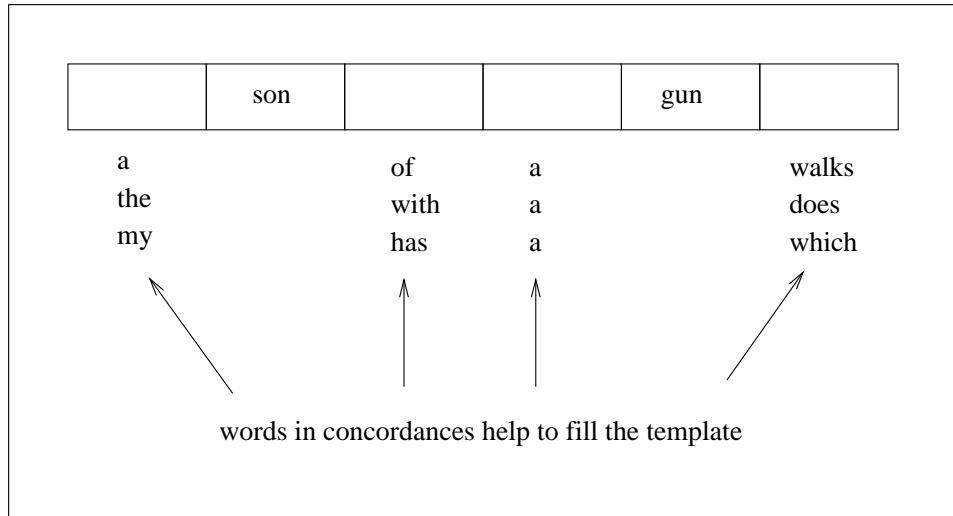 son gun
a of a walks
the with a does
my has a which
words in concordances help to fill the template